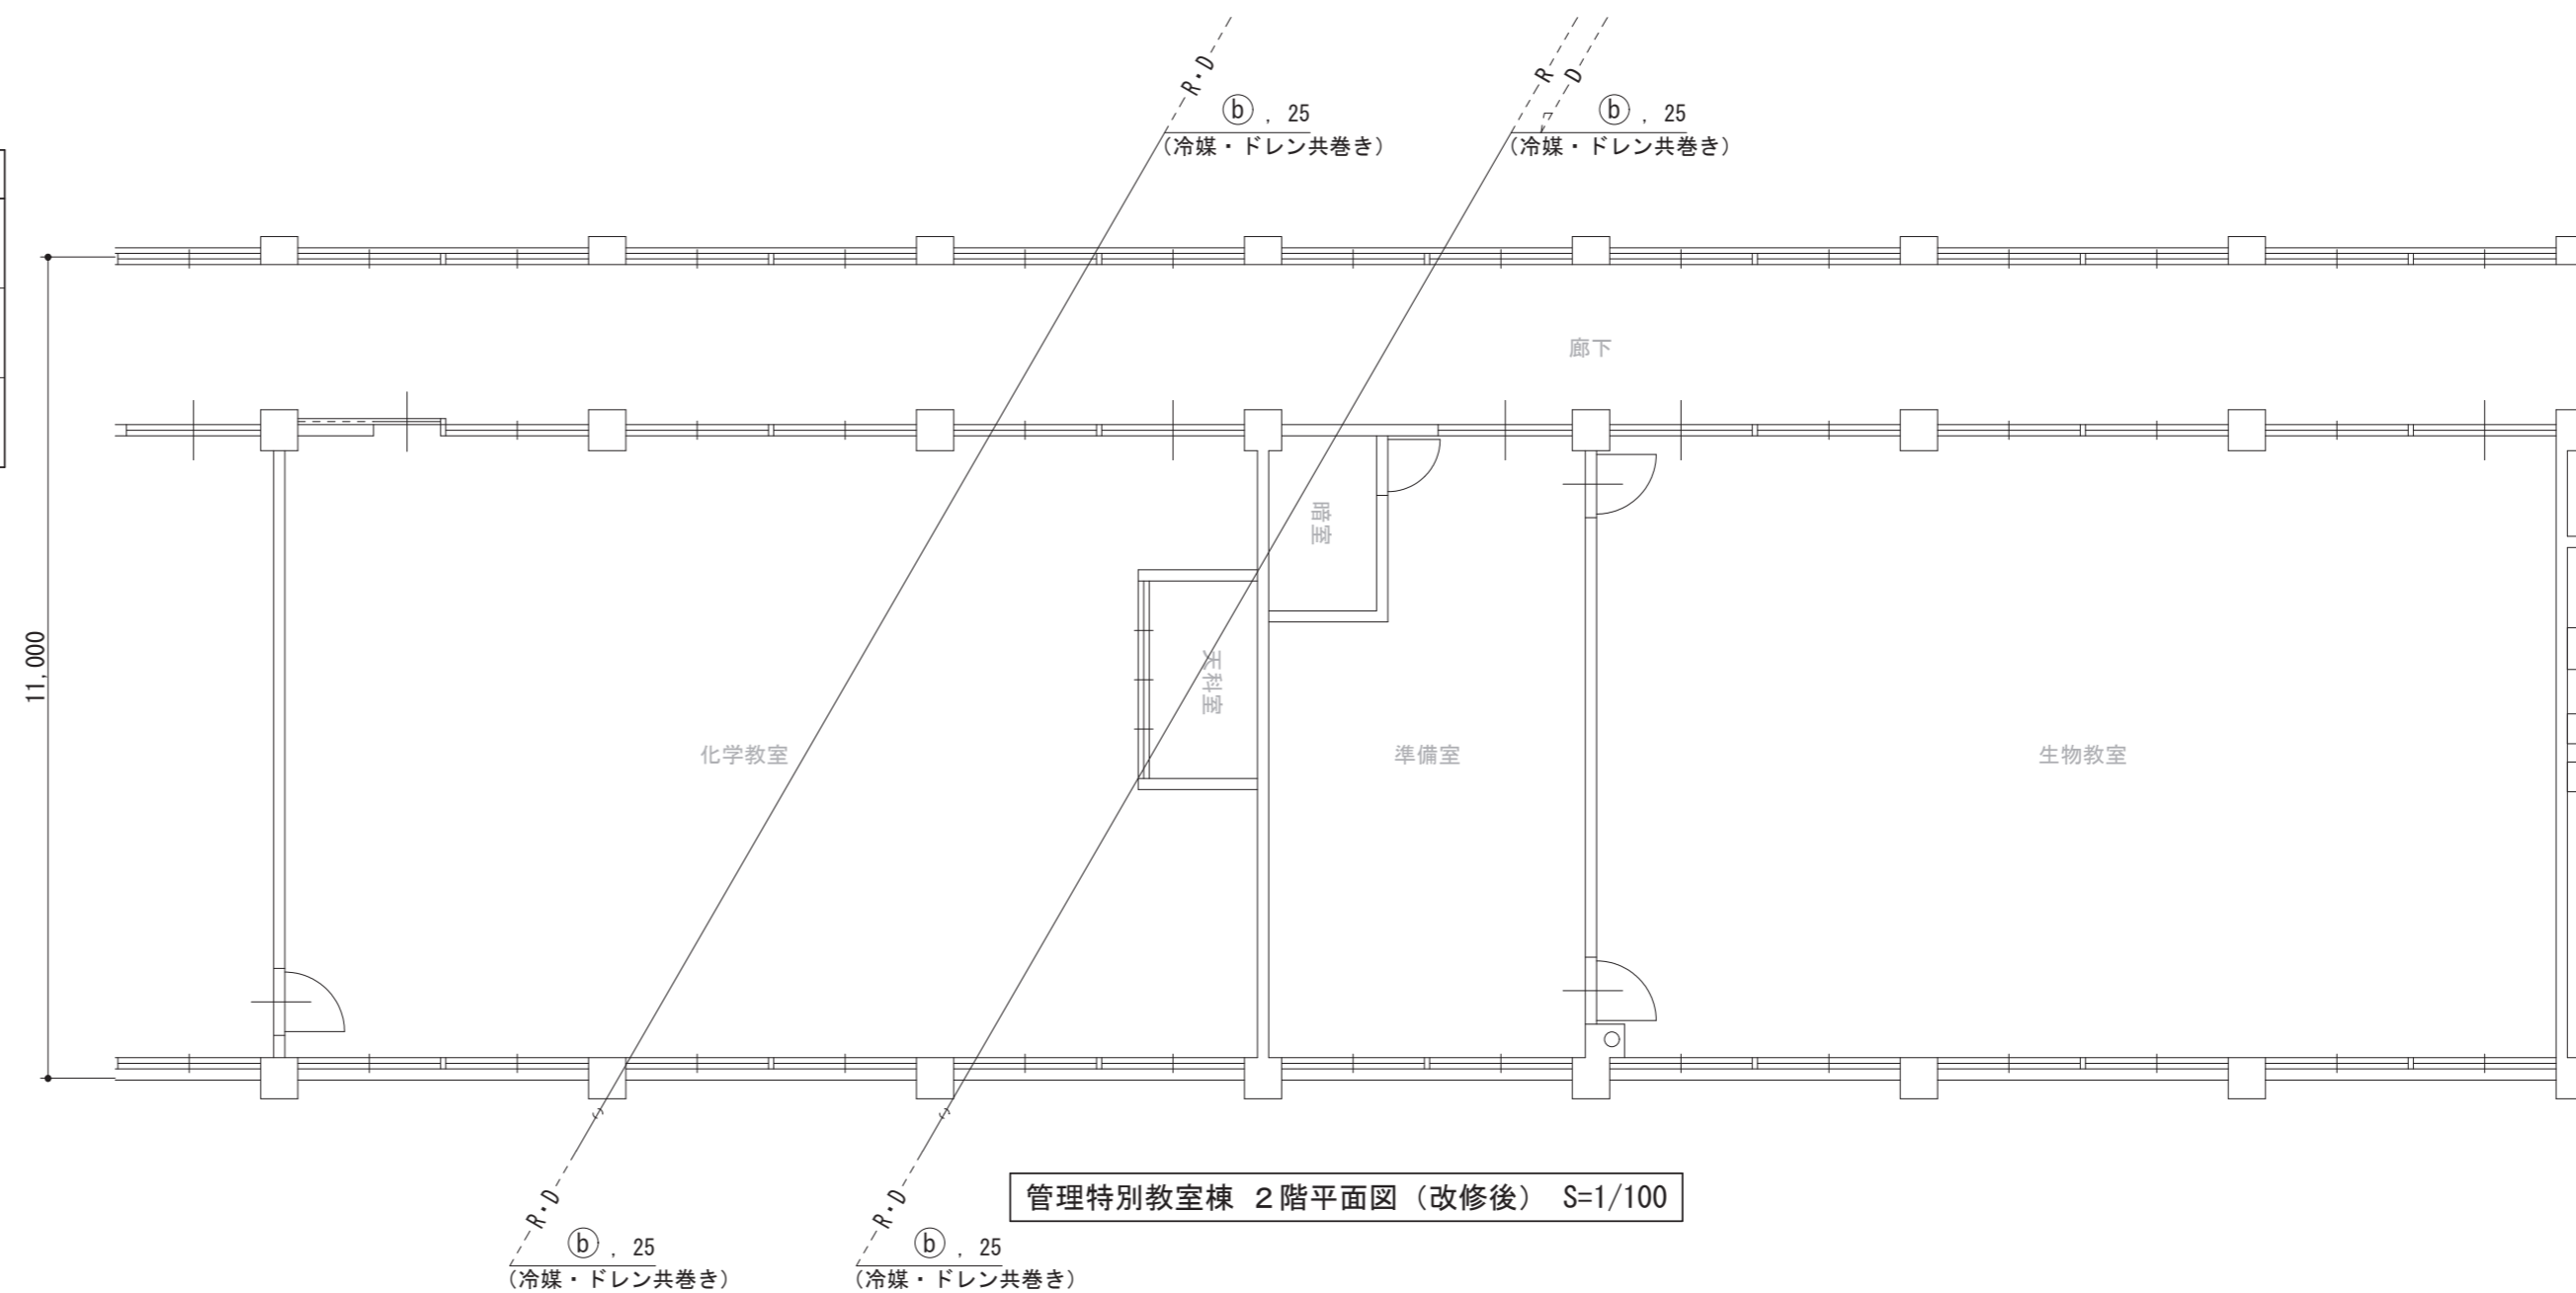 R・D
R
D
ⓑ , 25
(冷媒・ドレン共巻き)
ⓑ , 25
(冷媒・ドレン共巻き)
廊下
暗室
天科室
11,000
化学教室
準備室
生物教室
管理特別教室棟 2階平面図(改修後) S=1/100
R・D
ⓑ , 25
(冷媒・ドレン共巻き)
R・D
ⓑ , 25
(冷媒・ドレン共巻き)